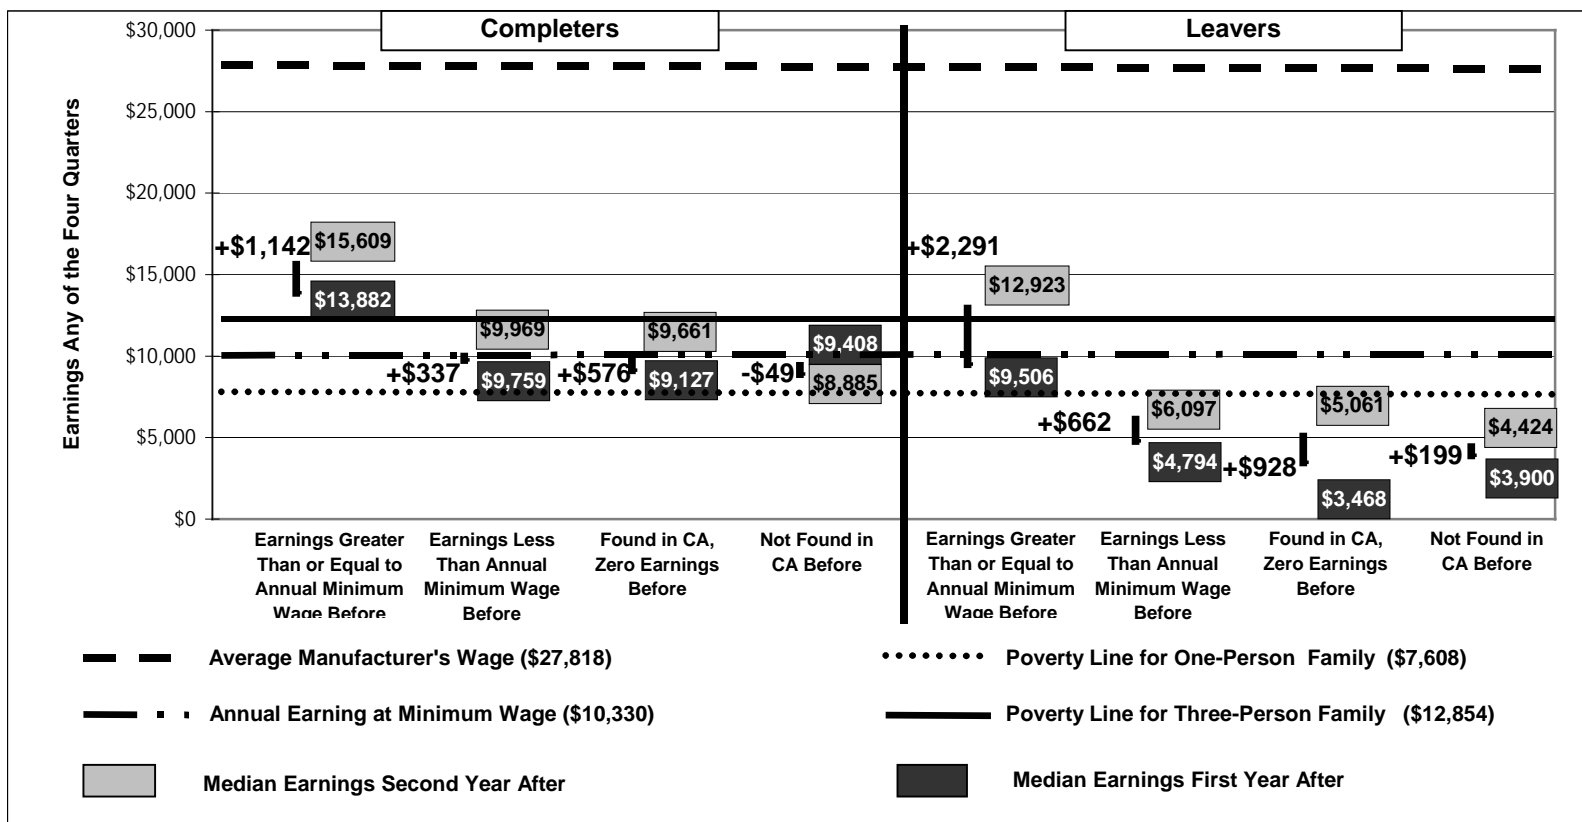 Completers
Leavers
Earnings Any of the Four Quarters
$30,000
$25,000
$20,000
$15,000
$10,000
$5,000
$0
+$1,142
$15,609
$13,882
+$337
$9,969
$9,759
+$576
$9,661
$9,127
-$49
$9,408
$8,885
+$2,291
$12,923
$9,506
+$662
$6,097
$4,794
+$928
$5,061
$3,468
+$199
$4,424
$3,900
Earnings Greater
Than or Equal to
Annual Minimum
Wage Before
Earnings Less
Than Annual
Minimum Wage
Before
Found in CA,
Zero Earnings
Before
Not Found in
CA Before
Earnings Greater
Than or Equal to
Annual Minimum
Wage Before
Earnings Less
Than Annual
Minimum Wage
Before
Found in CA,
Zero Earnings
Before
Not Found in
CA Before
Average Manufacturer's Wage ($27,818)
Poverty Line for One-Person Family ($7,608)
Annual Earning at Minimum Wage ($10,330)
Poverty Line for Three-Person Family ($12,854)
Median Earnings Second Year After
Median Earnings First Year After